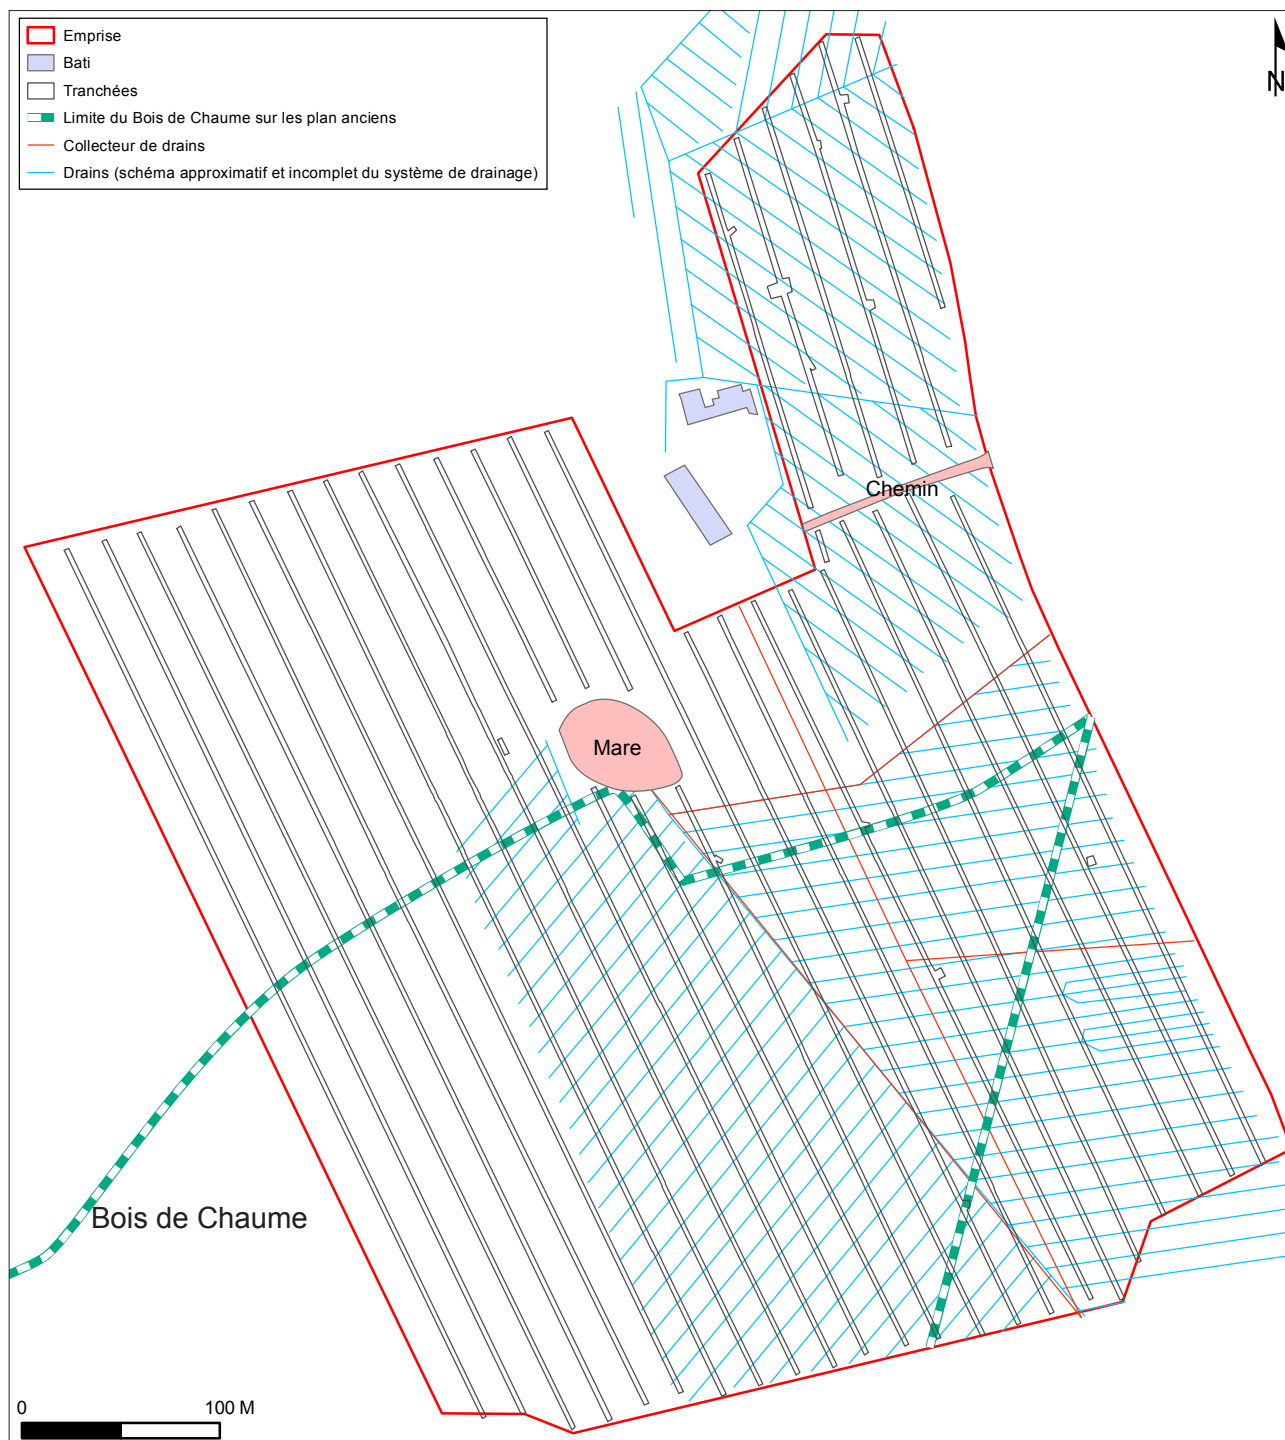 Emprise
Bati
Tranchées
Limite du Bois de Chaume sur les plan anciens
Collecteur de drains
Drains (schéma approximatif et incomplet du système de drainage)
N
Chemin
Mare
Bois de Chaume
0 100 M